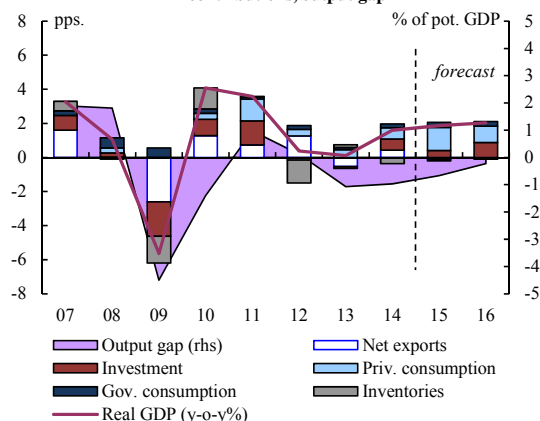 pps.
% of pot. GDP
8
5
6
4
4
3
2
2
1
0
0
-1
-2
-2
-4
-3
-6
-4
-8
-5
forecast
07 08 09 10 11 12 13 14 15 16
Output gap (rhs) Net exports
Investment Priv. consumption
Gov. consumption Inventories
Real GDP (y-o-y%)